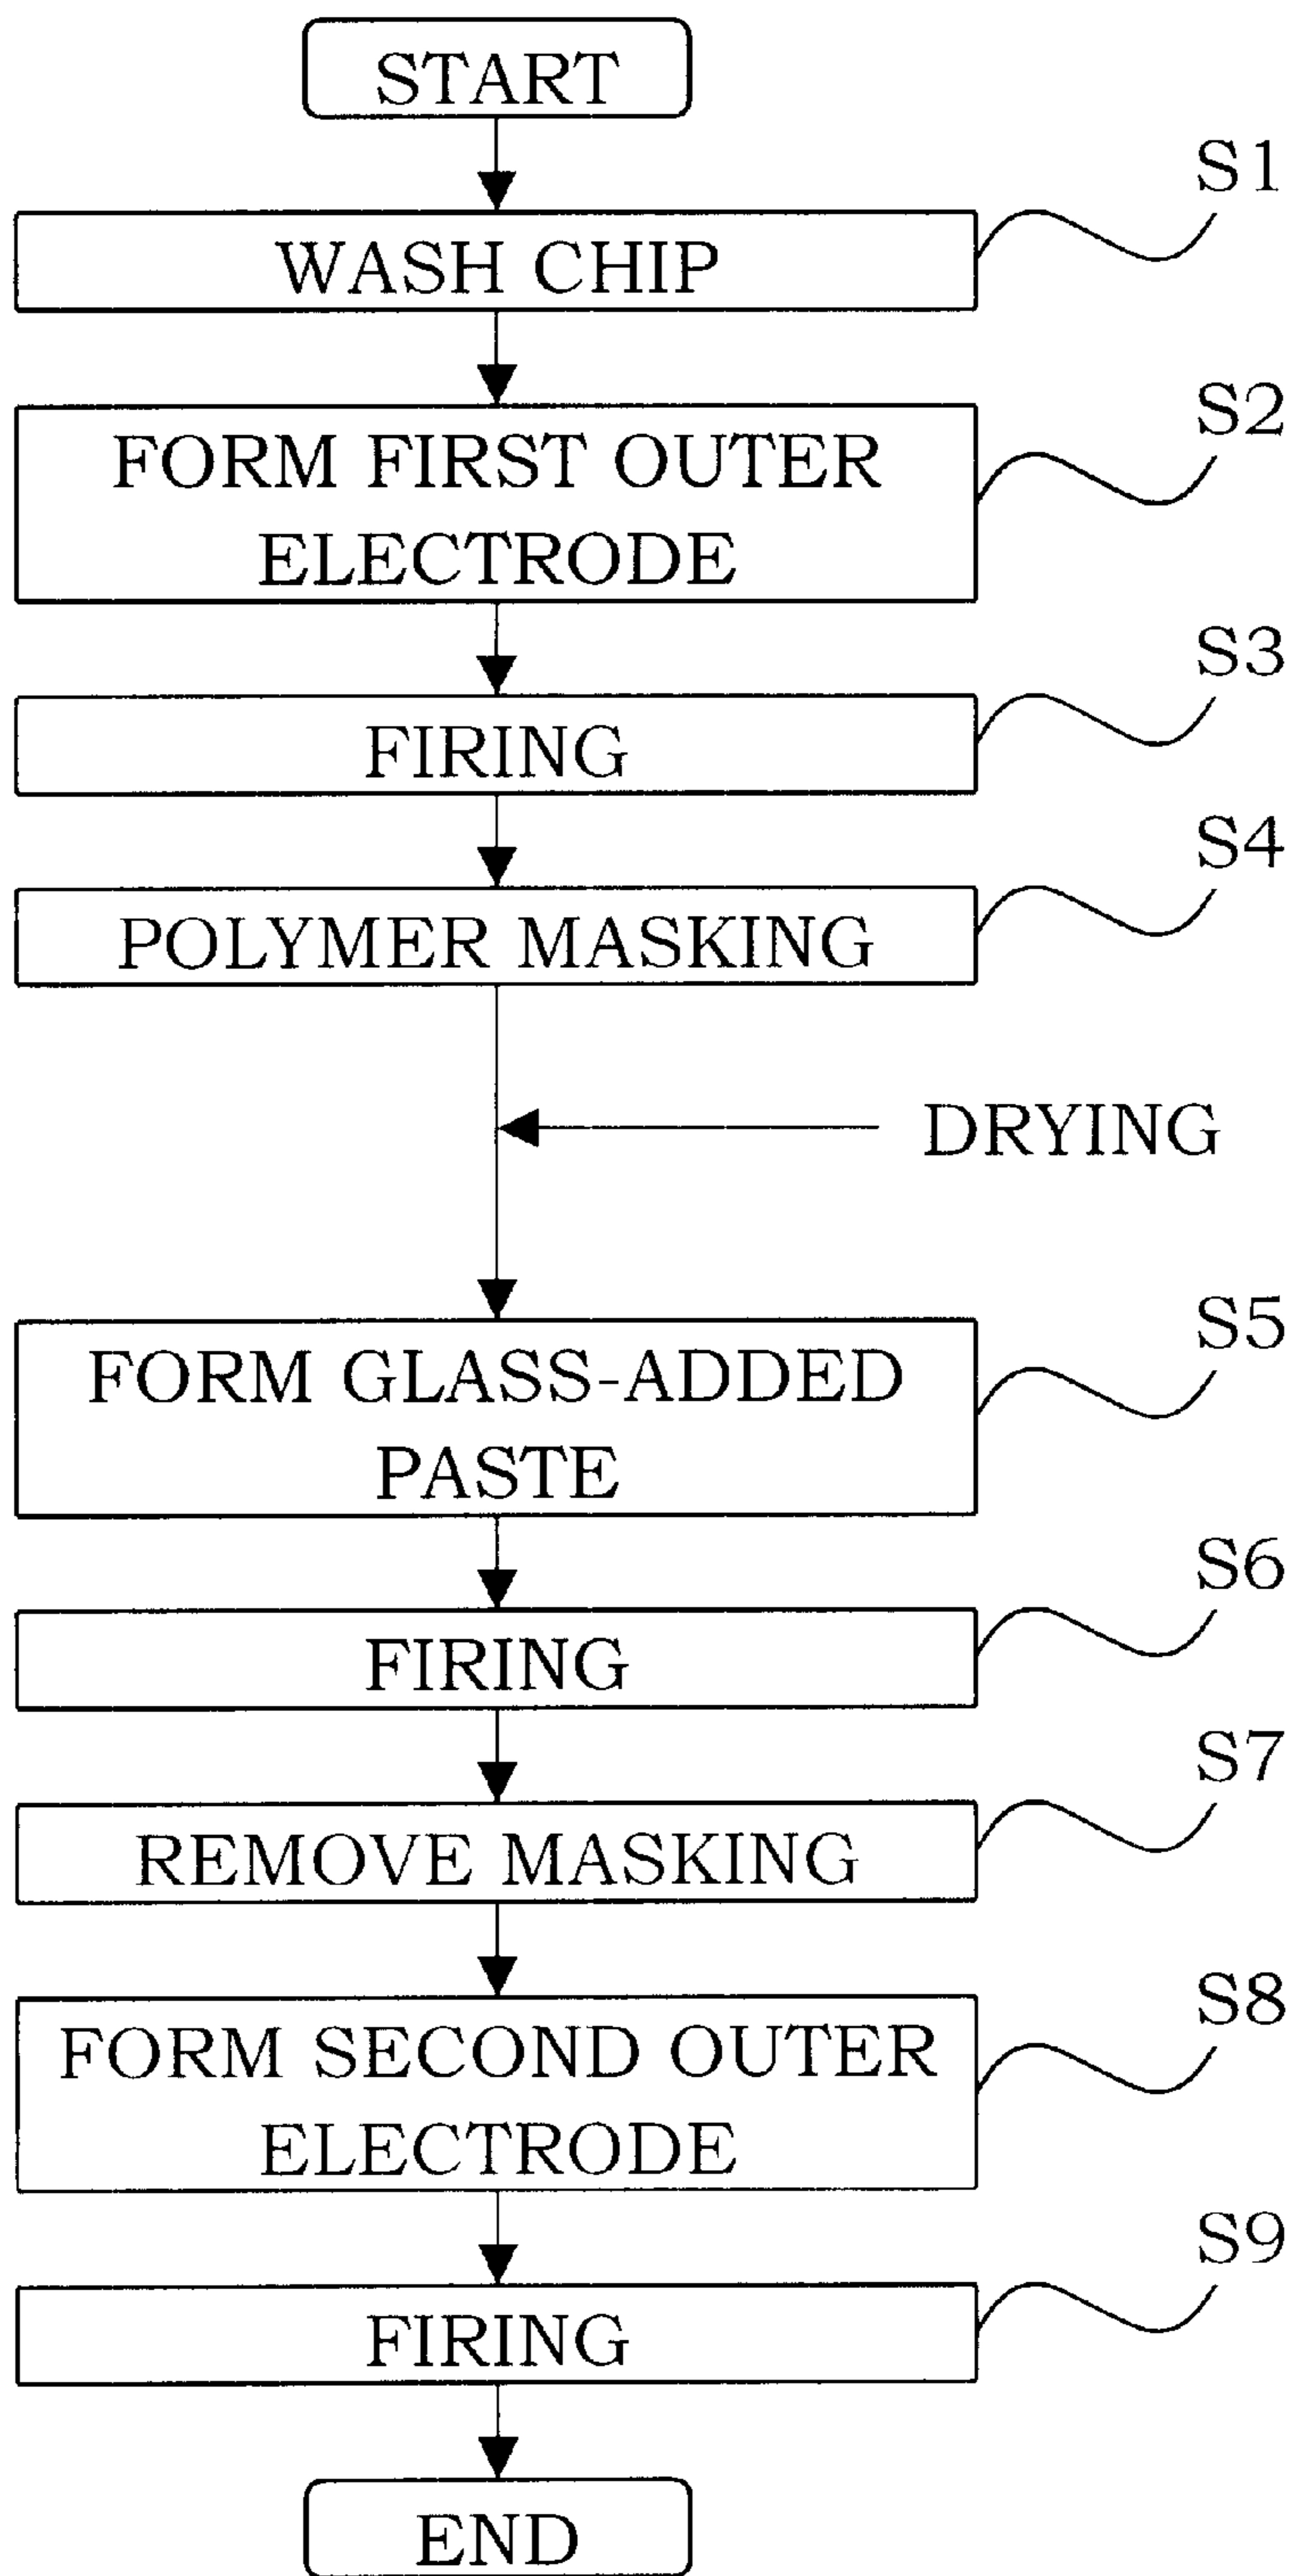 START
S1
WASH CHIP
S2
FORM FIRST OUTER
ELECTRODE
S3
FIRING
S4
POLYMER MASKING
DRYING
S5
FORM GLASS-ADDED
PASTE
S6
FIRING
S7
REMOVE MASKING
S8
FORM SECOND OUTER
ELECTRODE
S9
FIRING
END